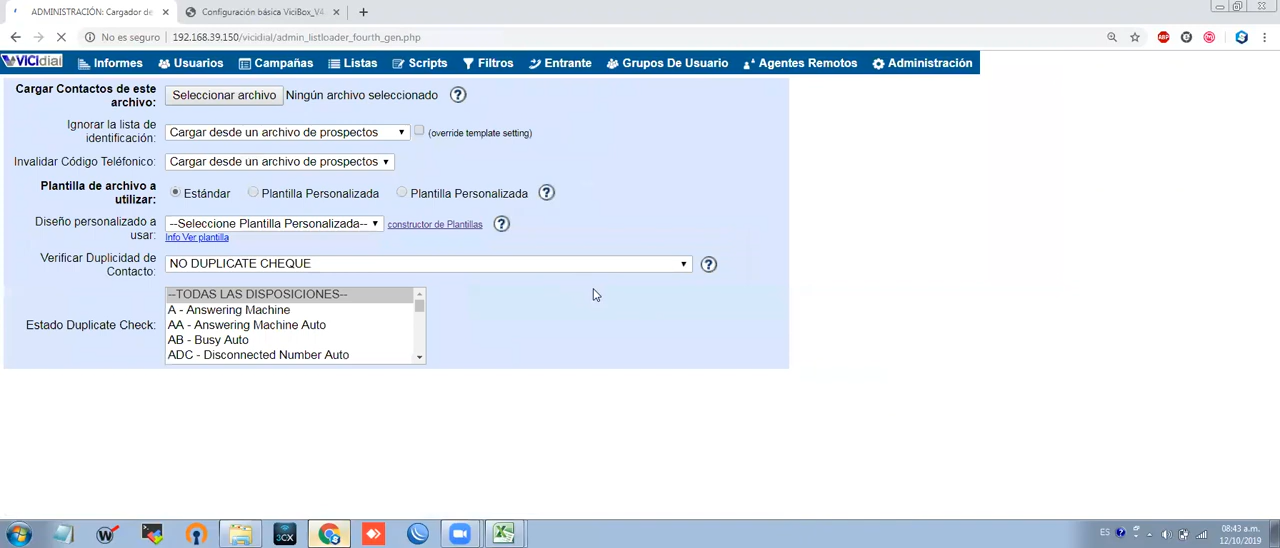 ADMINISTRACIÓN: Cargador de
Configuración básica ViciBox_V4
No es seguro 192.168.39.150/vicidial/admin_listloader_fourth_gen.php
ABP
VICIdial Informes Usuarios Campañas Listas Scripts Filtros Entrante Grupos De Usuario Agentes Remotos Administración
Cargar Contactos de este archivo: Seleccionar archivo Ningún archivo seleccionado ?
Ignorar la lista de identificación: Cargar desde un archivo de prospectos (override template setting)
Invalidar Código Teléfonico: Cargar desde un archivo de prospectos
Plantilla de archivo a utilizar: Estándar Plantilla Personalizada Plantilla Personalizada ?
Diseño personalizado a usar: --Seleccione Plantilla Personalizada-- constructor de Plantillas ?
Info Ver plantilla
Verificar Duplicidad de Contacto: NO DUPLICATE CHEQUE ?
Estado Duplicate Check:
--TODAS LAS DISPOSICIONES--
A - Answering Machine
AA - Answering Machine Auto
AB - Busy Auto
ADC - Disconnected Number Auto
3CX
ES
08:43 a.m.
12/10/2019